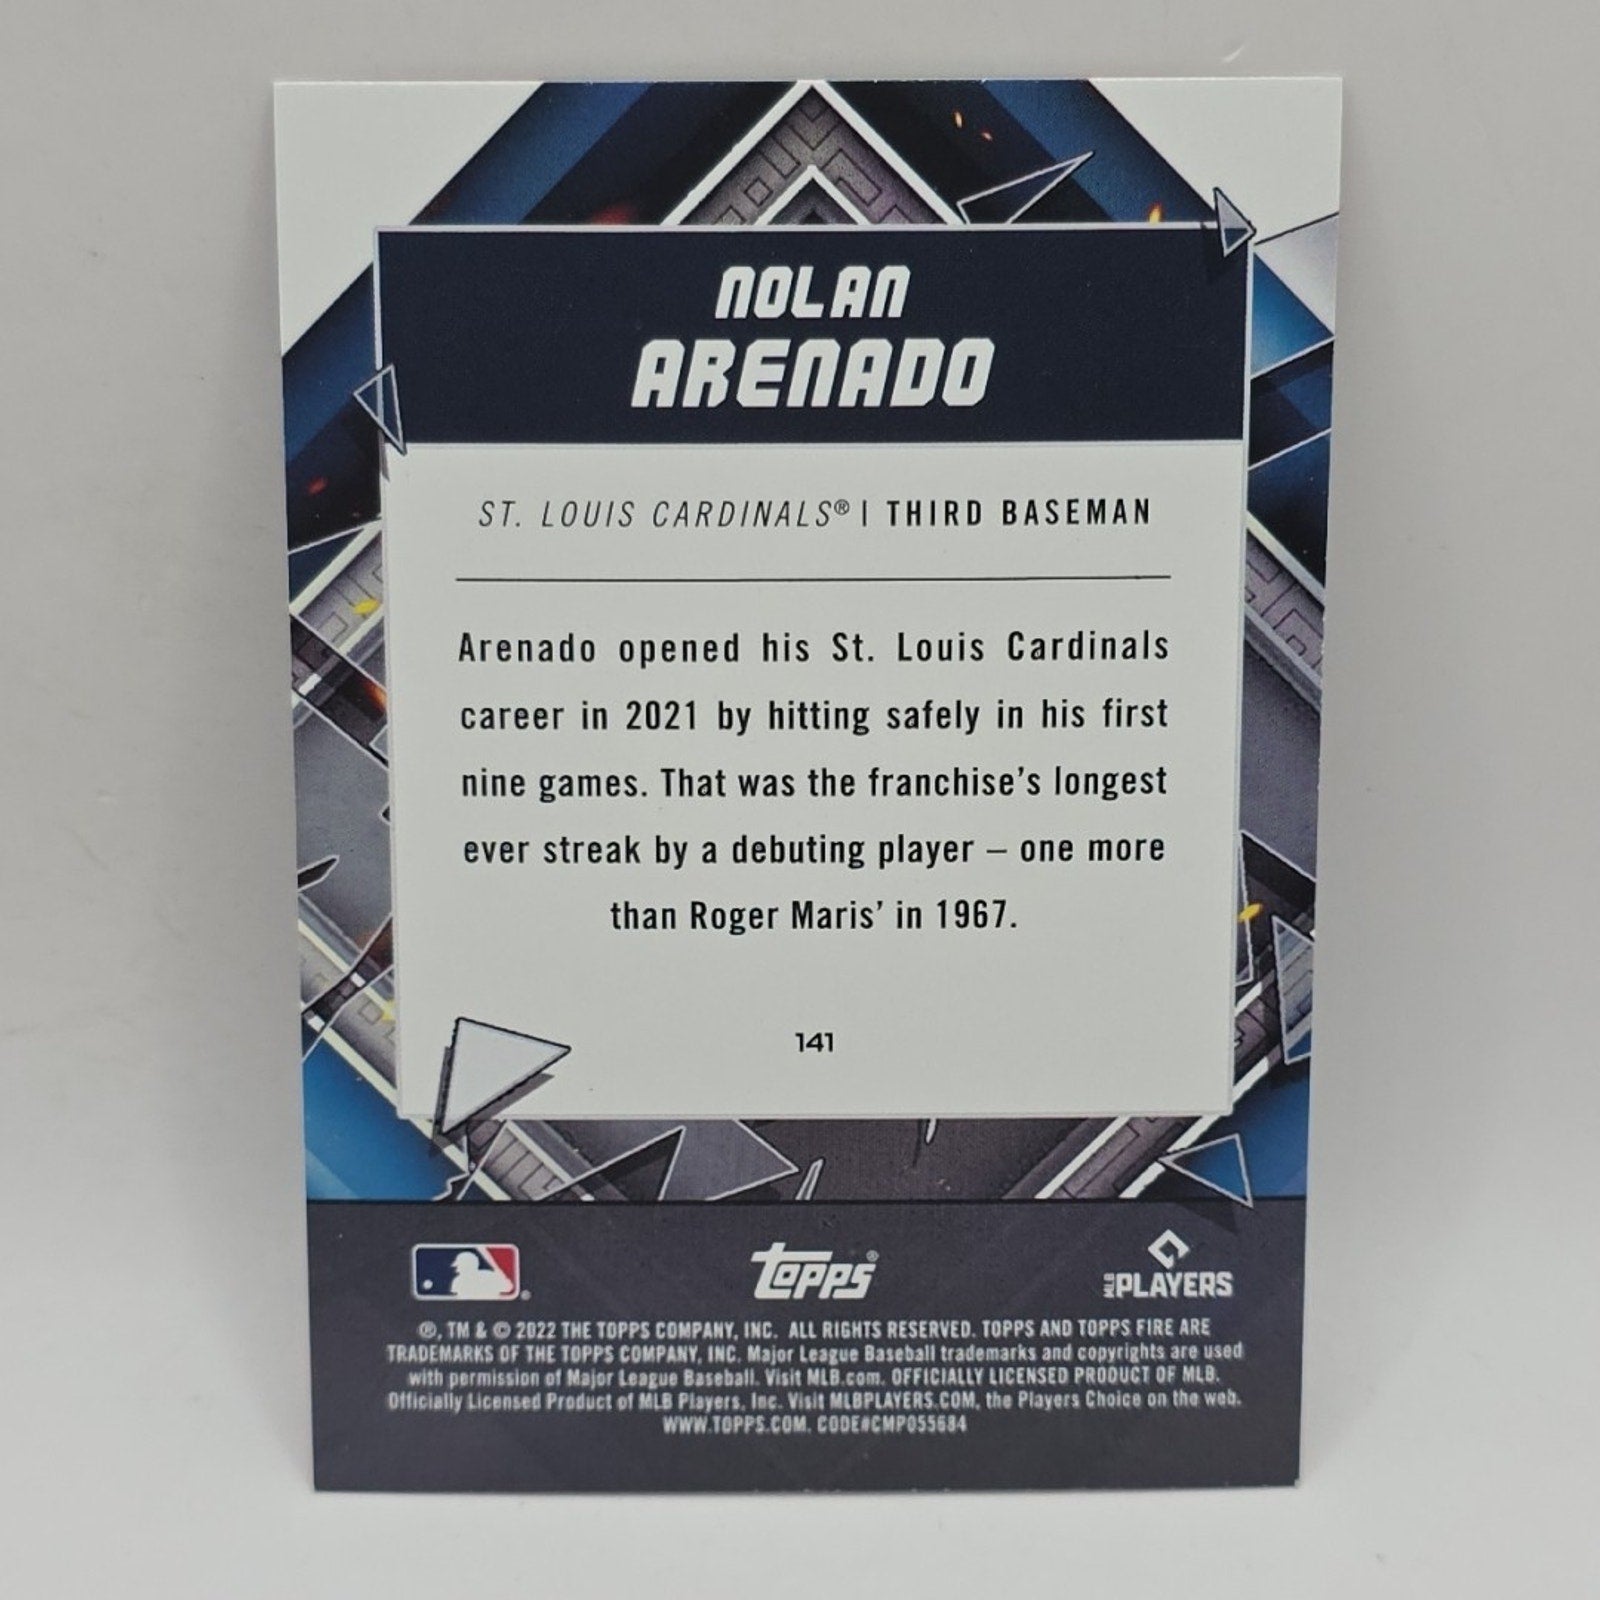 NOLAN
ARENADO
ST. LOUIS CARDINALS® | THIRD BASEMAN
Arenado opened his St. Louis Cardinals
career in 2021 by hitting safely in his first
nine games. That was the franchise's longest
ever streak by a debuting player – one more
than Roger Maris' in 1967.
141
® topps® MLB PLAYERS
®, TM & © 2022 THE TOPPS COMPANY, INC. ALL RIGHTS RESERVED. TOPPS AND TOPPS FIRE ARE
TRADEMARKS OF THE TOPPS COMPANY, INC. Major League Baseball trademarks and copyrights are used
with permission of Major League Baseball. Visit MLB.com. OFFICIALLY LICENSED PRODUCT OF MLB.
Officially Licensed Product of MLB Players, Inc. Visit MLBPLAYERS.COM, the Players Choice on the web.
WWW.TOPPS.COM. CODE#CMP055684